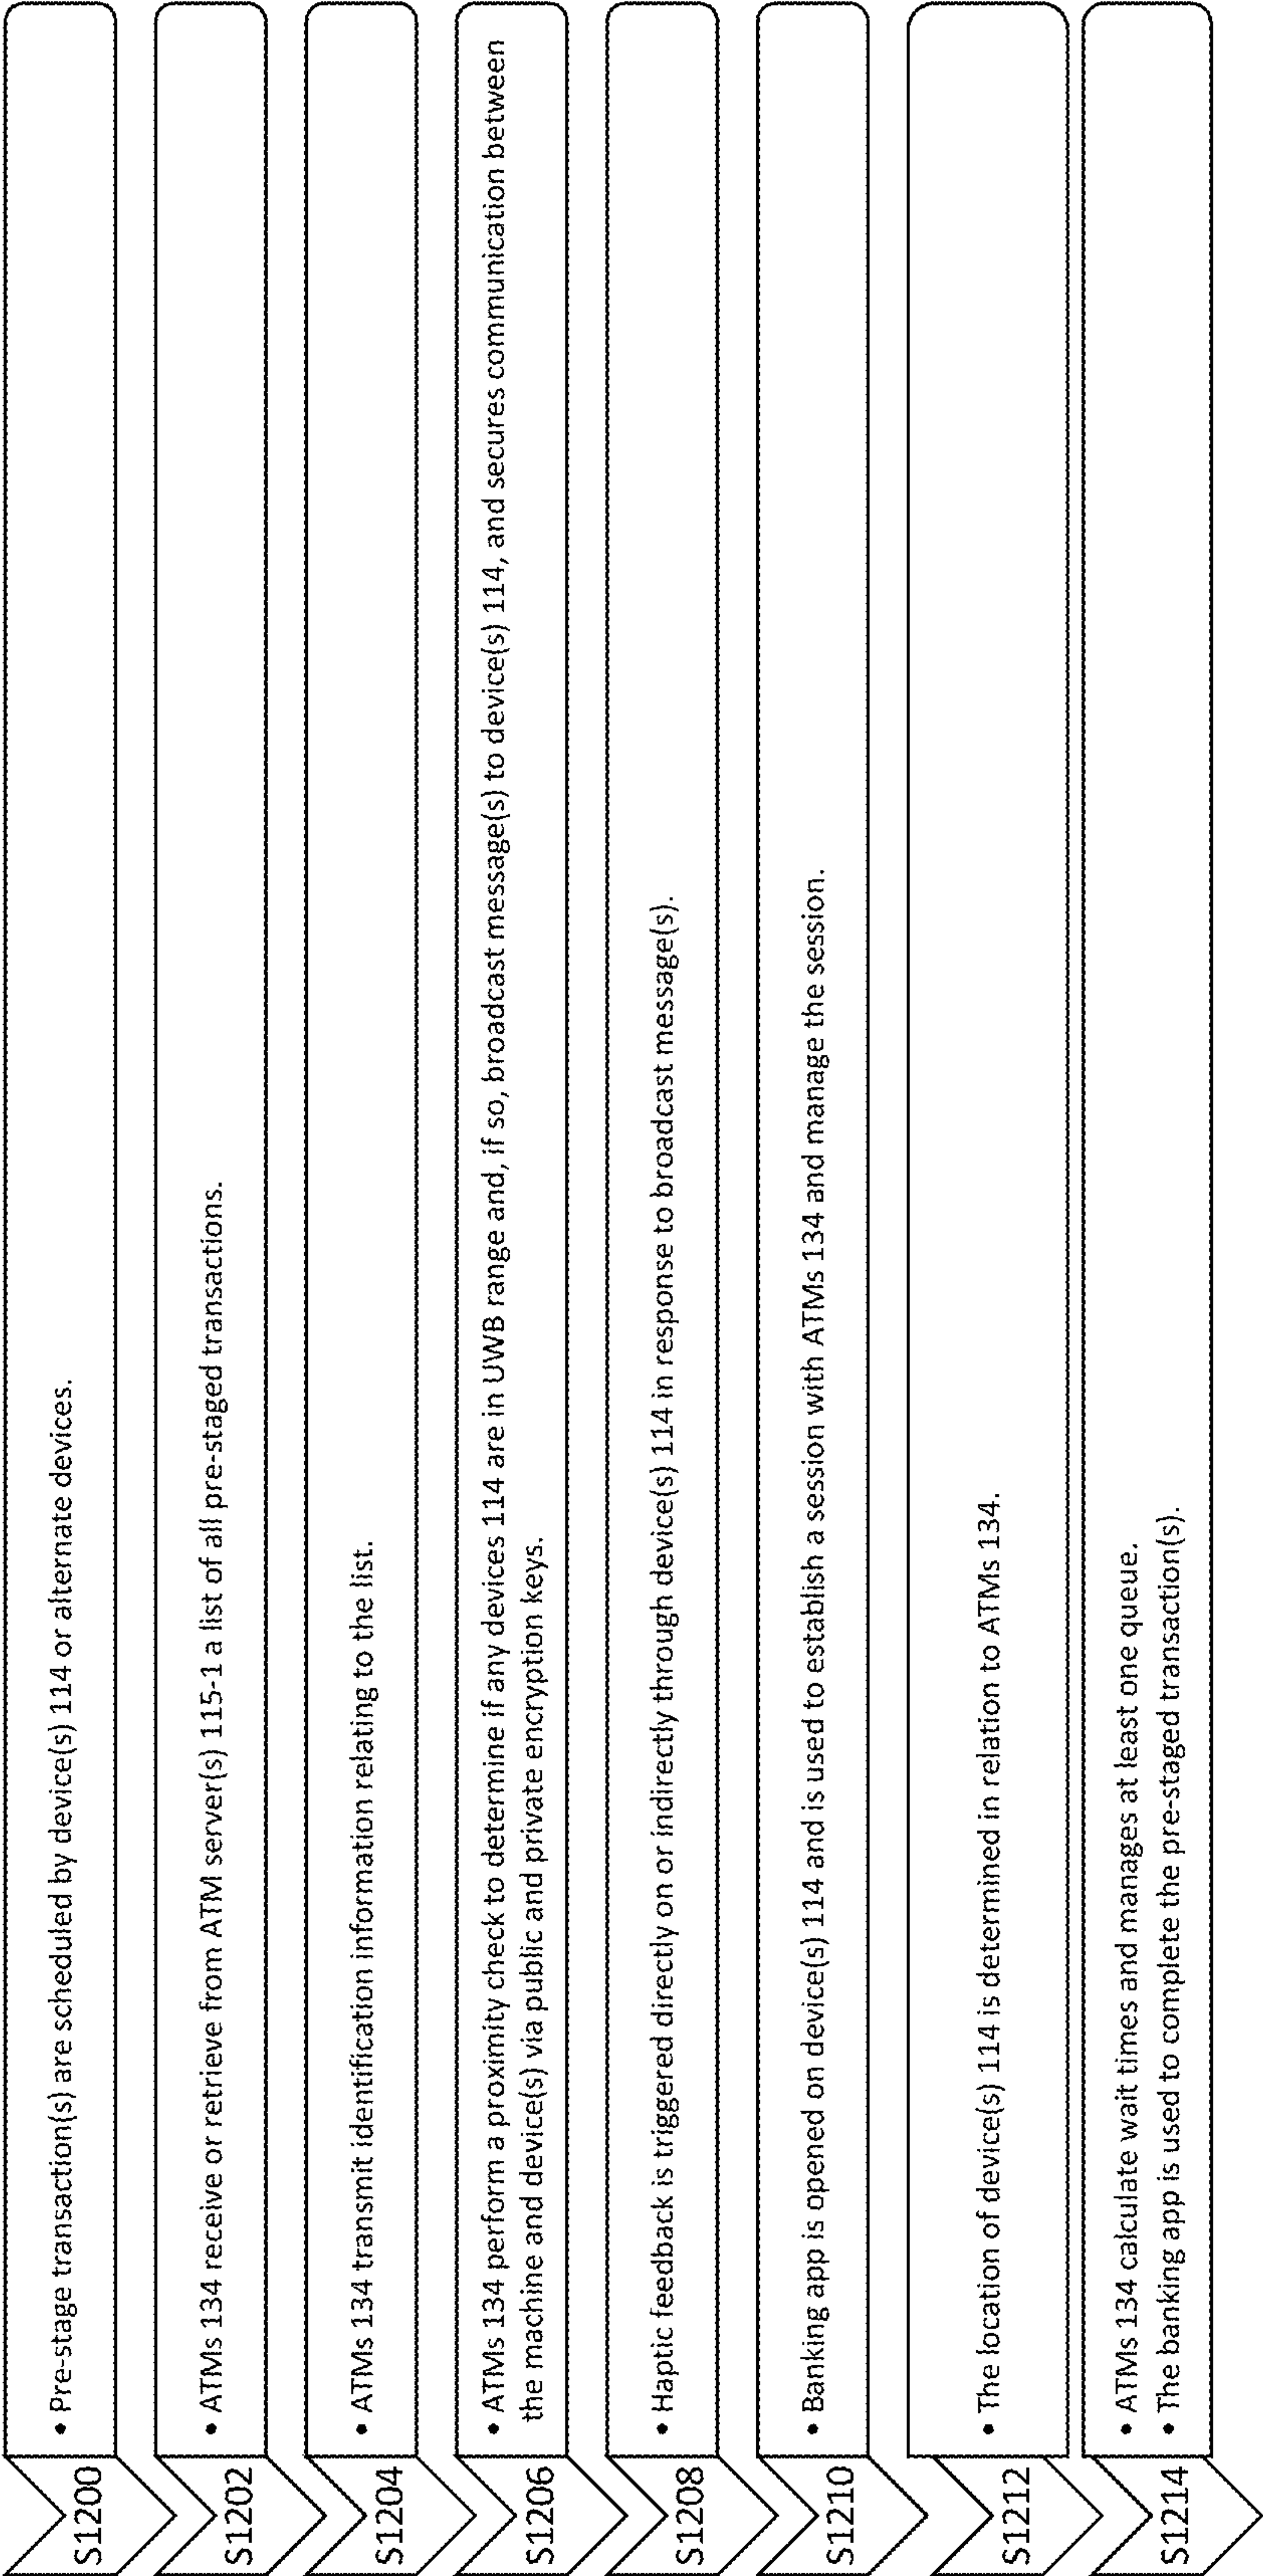 S1200
• Pre-stage transaction(s) are scheduled by device(s) 114 or alternate devices.
S1202
• ATMs 134 receive or retrieve from ATM server(s) 115-1 a list of all pre-staged transactions.
S1204
• ATMs 134 transmit identification information relating to the list.
S1206
• ATMs 134 perform a proximity check to determine if any devices 114 are in UWB range and, if so, broadcast message(s) to device(s) 114, and secures communication between
the machine and device(s) via public and private encryption keys.
S1208
• Haptic feedback is triggered directly on or indirectly through device(s) 114 in response to broadcast message(s).
S1210
• Banking app is opened on device(s) 114 and is used to establish a session with ATMs 134 and manage the session.
S1212
• The location of device(s) 114 is determined in relation to ATMs 134.
S1214
• ATMs 134 calculate wait times and manages at least one queue.
• The banking app is used to complete the pre-staged transaction(s).